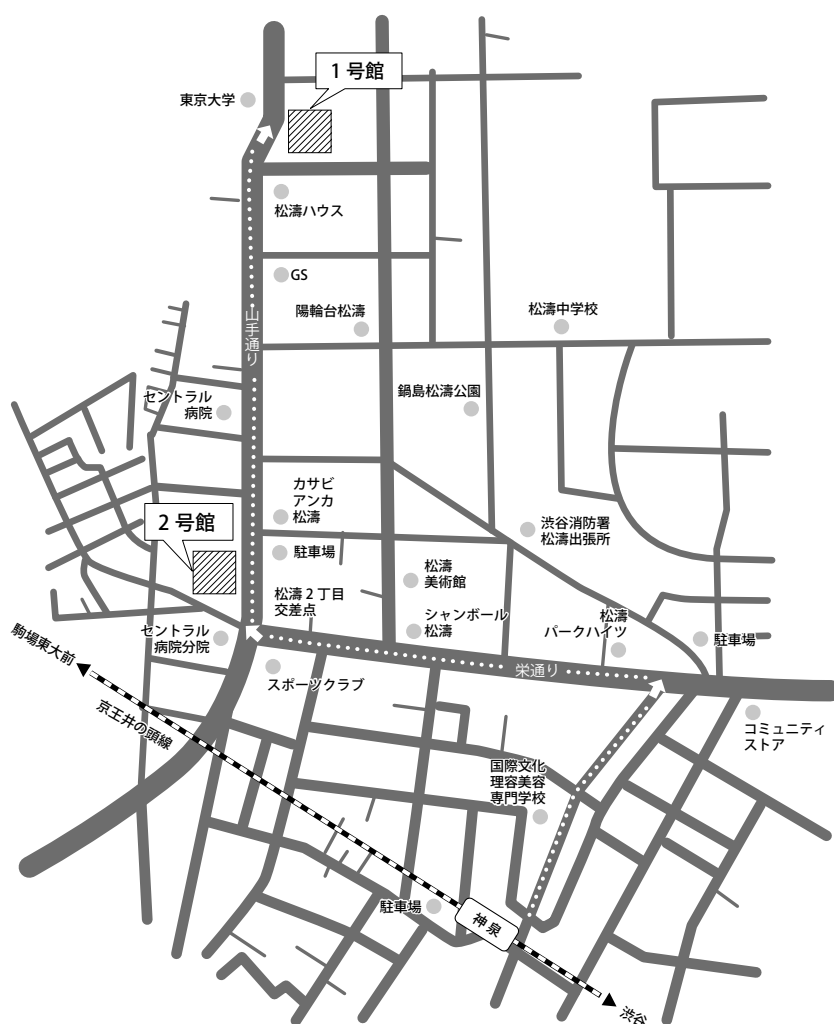 1号館
東京大学
松濤ハウス
GS
陽輪台松濤
松濤中学校
山手通り
セントラル
病院
鍋島松濤公園
カサビ
アンカ
松濤
2号館
渋谷消防署
松濤出張所
駐車場
松濤
美術館
松濤2丁目
交差点
シャンボール
松濤
松濤
パークハイツ
セントラル
病院分院
駐車場
駒場東大前
栄通り
スポーツクラブ
京王井の頭線
コミュニティ
ストア
国際文化
理容美容
専門学校
駐車場
神泉
渋谷